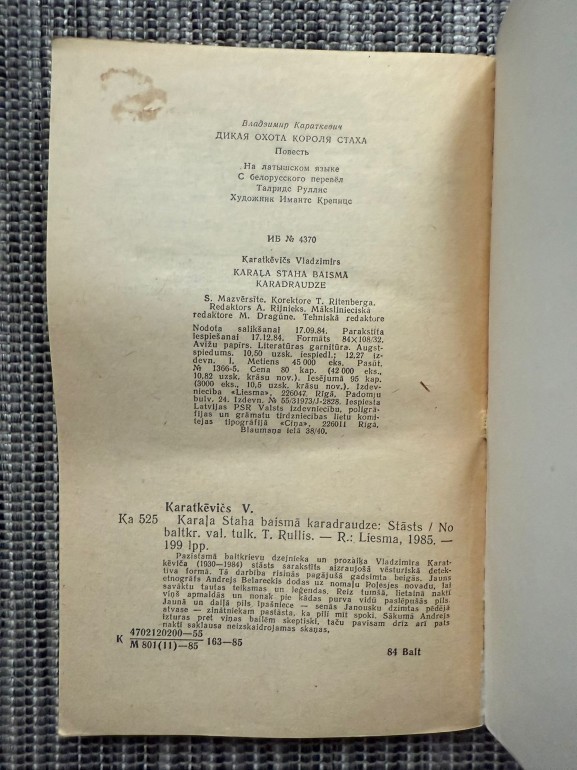 Владзимир Караткевич
ДИКАЯ ОХОТА КОРОЛЯ СТАХА
Повесть
На латышском языке
С белорусского перевёл
Талридс Руллис
Художник Имантс Крепицс
ИБ № 4370
Karatkēvičs Vladzimirs
KARAĻA STAHA BAISMĀ
KARADRAUDZE
S. Mazvērsīte. Korektore T. Ritenberga.
Redaktors A. Rijnieks. Mākslinieciskā
redaktore M. Dragūne. Tehniskā redaktore
Nodota salikšanai 17.09.84. Parakstīta
iespiešanai 17.12.84. Formāts 84×108/32.
Avīžu papīrs. Literatūras garnitūra. Augst-
spiedums. 10,50 uzsk. iespiedl.; 12,27 iz-
devn. l. Metiens 45 000 eks. Pasūt.
№ 1366-5. Cena 80 kap. (42 000 eks.,
10,82 uzsk. krāsu nov.). Iesējumā 95 kap.
(3000 eks., 10,5 uzsk. krāsu nov.). Izdev-
niecība «Liesma», 226047 Rīgā, Padomju
bulv. 24. Izdevn. № 55/31973/J-2828. Iespiesta
Latvijas PSR Valsts izdevniecību, poligrā-
fijas un grāmatu tirdzniecības lietu komi-
tejas tipogrāfijā «Cīņa», 226011 Rīgā,
Blaumaņa ielā 38/40.
Karatkēvičs V.
Ka 525 Karaļa Staha baismā karadraudze: Stāsts / No
baltkr. val. tulk. T. Rullis. — R.: Liesma, 1985. —
199 lpp.
Pazīstamā baltkrievu dzejnieka un prozaiķa Vladzimira Karat-
kēviča (1930—1984) stāsts sarakstīts aizraujošā vēsturiskā detek-
tīva formā. Tā darbība risinās pagājušā gadsimta beigās. Jauns
etnogrāfs Andrejs Belareckis dodas uz nomaļu Poļesjes novadu, lai
savāktu tautas teiksmas un leģendas. Reiz tumšā, lietainā naktī
viņš apmaldās un nonāk pie kādas purva vidū paslēpušās pils.
Jaunā un daiļā pils īpašniece — senās Janousku dzimtas pēdējā
atvase — zinātniekam pastāsta, ka pilī mīt spoki. Sākumā Andrejs
izturas pret viņas bailēm skeptiski, taču pavisam drīz arī pats
naktī saklausa neizskaidrojamas skaņas.
К 4702120200—55
М 801(11)—85 163—85
84 Balt